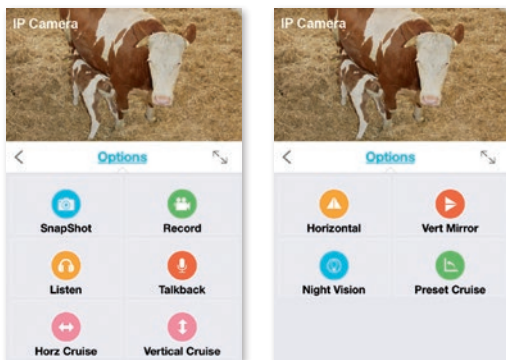 IP Camera
Options
SnapShot
Record
Listen
Talkback
Horz Cruise
Vertical Cruise
IP Camera
Options
Horizontal
Vert Mirror
Night Vision
Preset Cruise